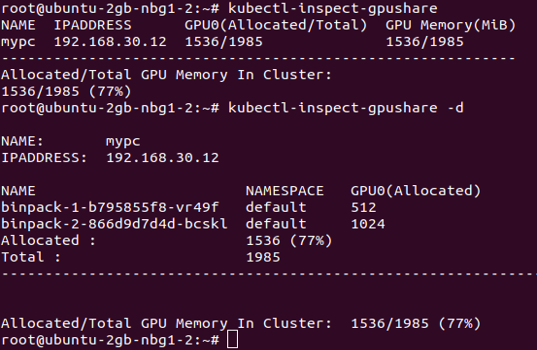 root@ubuntu-2gb-nbg1-2:~# kubectl-inspect-gpushare
NAME  IPADDRESS      GPU0(Allocated/Total)  GPU Memory(MiB)
mypc  192.168.30.12  1536/1985              1536/1985
----------------------------------------------------------
Allocated/Total GPU Memory In Cluster:
1536/1985 (77%)
root@ubuntu-2gb-nbg1-2:~# kubectl-inspect-gpushare -d
NAME:       mypc
IPADDRESS:  192.168.30.12
NAME                        NAMESPACE  GPU0(Allocated)
binpack-1-b795855f8-vr49f   default    512
binpack-2-866d9d7d4d-bcskl  default    1024
Allocated :                 1536 (77%)
Total :                     1985
------------------------------------------------------------
Allocated/Total GPU Memory In Cluster:  1536/1985 (77%)
root@ubuntu-2gb-nbg1-2:~#